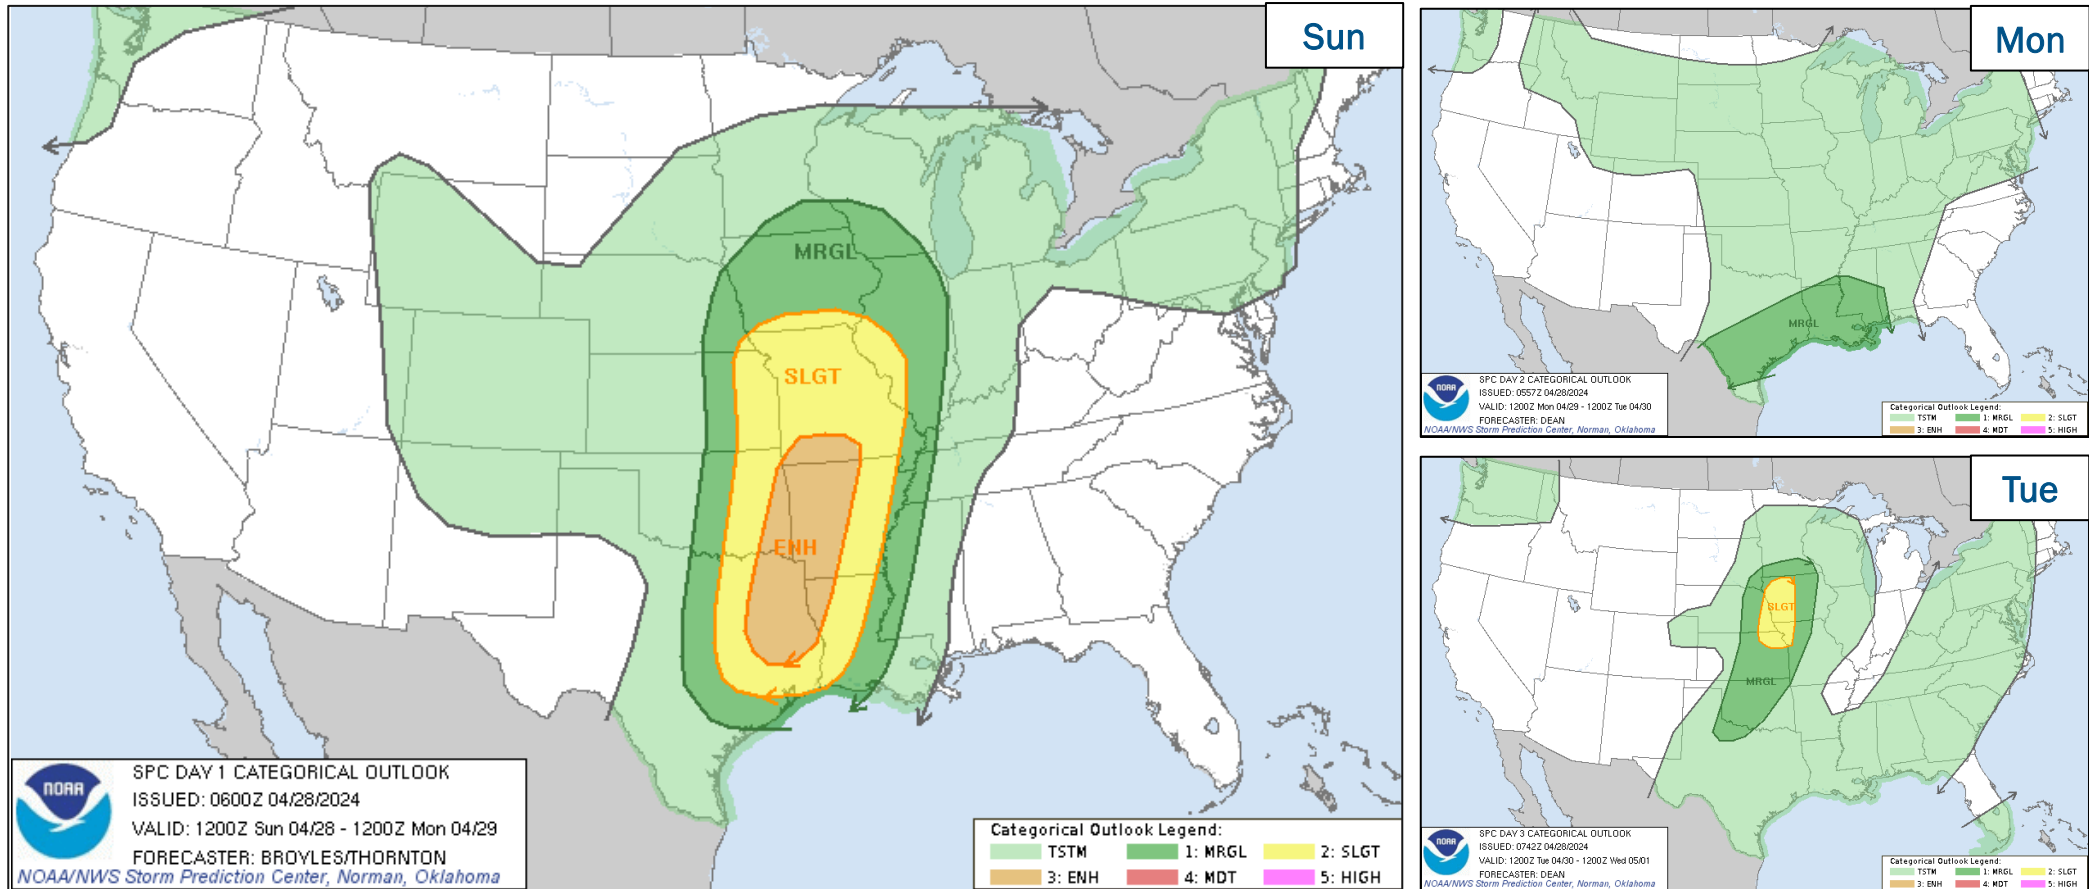 Sun
MRGL
SLGT
ENH
NOAA
SPC DAY 1 CATEGORICAL OUTLOOK
ISSUED: 0600Z 04/28/2024
VALID: 1200Z Sun 04/28 - 1200Z Mon 04/29
FORECASTER: BROYLES/THORNTON
NOAA/NWS Storm Prediction Center, Norman, Oklahoma
Categorical Outlook Legend:
TSTM 1: MRGL 2: SLGT
3: ENH 4: MDT 5: HIGH
Mon
MRGL
NOAA
SPC DAY 2 CATEGORICAL OUTLOOK
ISSUED: 0557Z 04/28/2024
VALID: 1200Z Mon 04/29 - 1200Z Tue 04/30
FORECASTER: DEAN
NOAA/NWS Storm Prediction Center, Norman, Oklahoma
Categorical Outlook Legend:
TSTM 1: MRGL 2: SLGT
3: ENH 4: MDT 5: HIGH
Tue
SLGT
MRGL
NOAA
SPC DAY 3 CATEGORICAL OUTLOOK
ISSUED: 0742Z 04/28/2024
VALID: 1200Z Tue 04/30 - 1200Z Wed 05/01
FORECASTER: DEAN
NOAA/NWS Storm Prediction Center, Norman, Oklahoma
Categorical Outlook Legend:
TSTM 1: MRGL 2: SLGT
3: ENH 4: MDT 5: HIGH